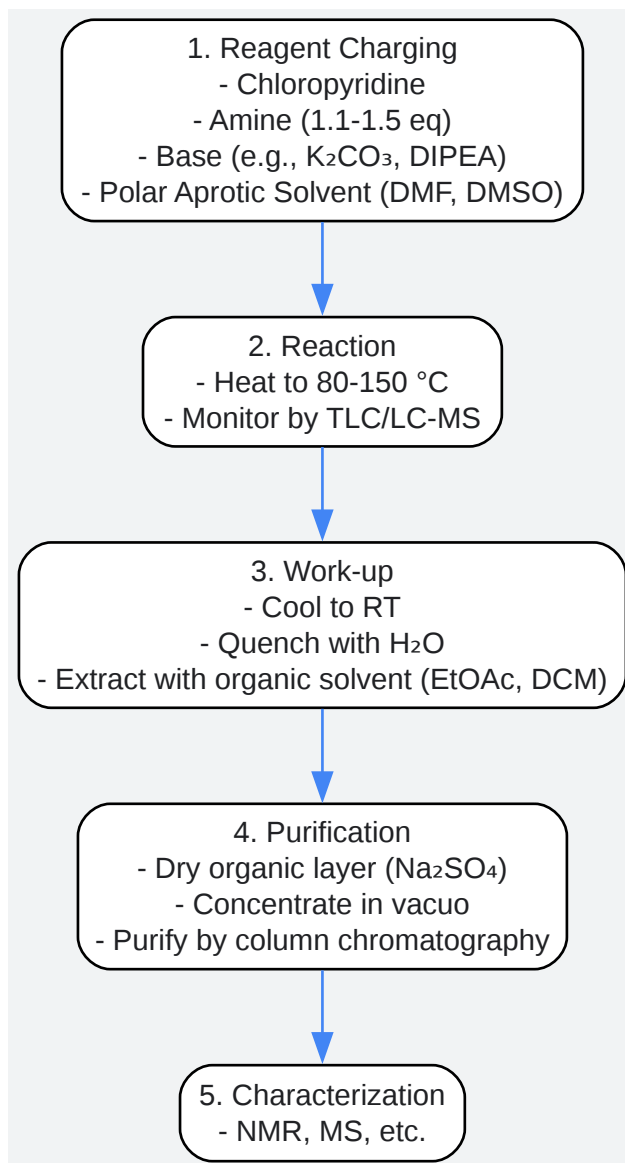 1. Reagent Charging
- Chloropyridine
- Amine (1.1-1.5 eq)
- Base (e.g., K₂CO₃, DIPEA)
- Polar Aprotic Solvent (DMF, DMSO)
2. Reaction
- Heat to 80-150 °C
- Monitor by TLC/LC-MS
3. Work-up
- Cool to RT
- Quench with H₂O
- Extract with organic solvent (EtOAc, DCM)
4. Purification
- Dry organic layer (Na₂SO₄)
- Concentrate in vacuo
- Purify by column chromatography
5. Characterization
- NMR, MS, etc.